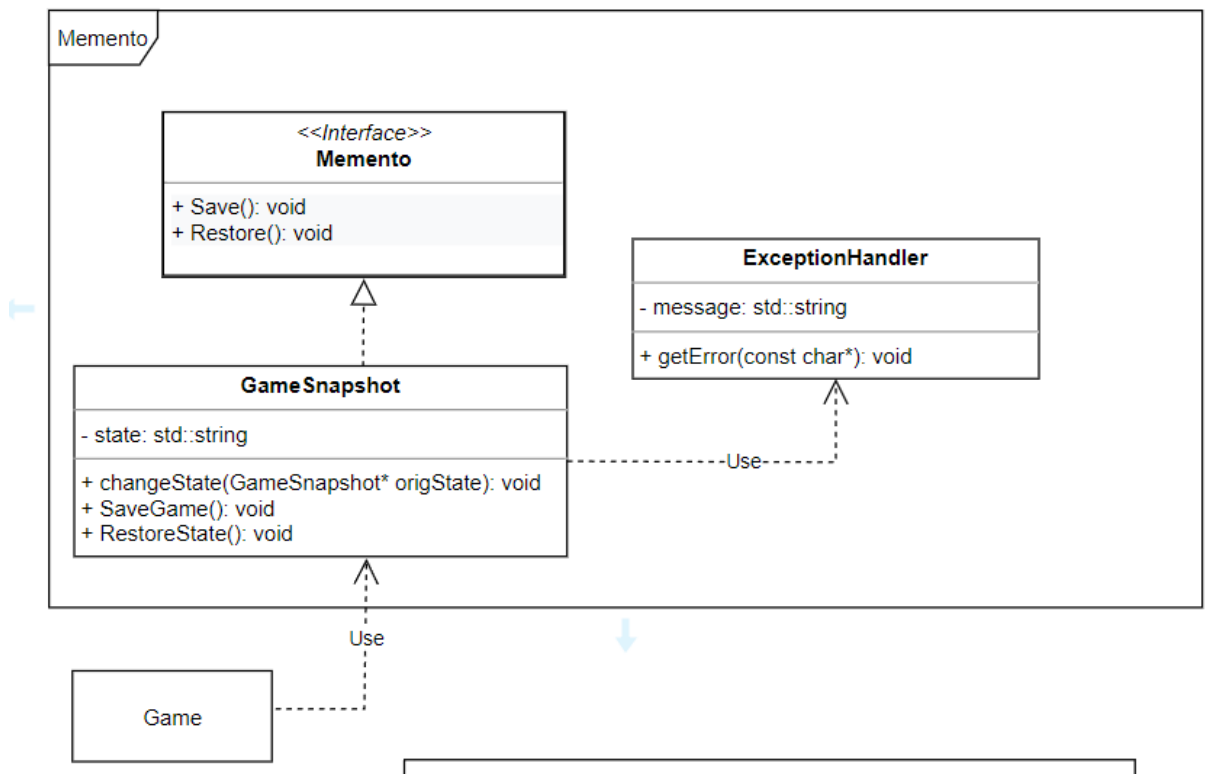 Memento
<<Interface>>
Memento
+ Save(): void
+ Restore(): void
ExceptionHandler
- message: std::string
+ getError(const char*): void
GameSnapshot
- state: std::string
+ changeState(GameSnapshot* origState): void
+ SaveGame(): void
+ RestoreState(): void
Use
Use
Game